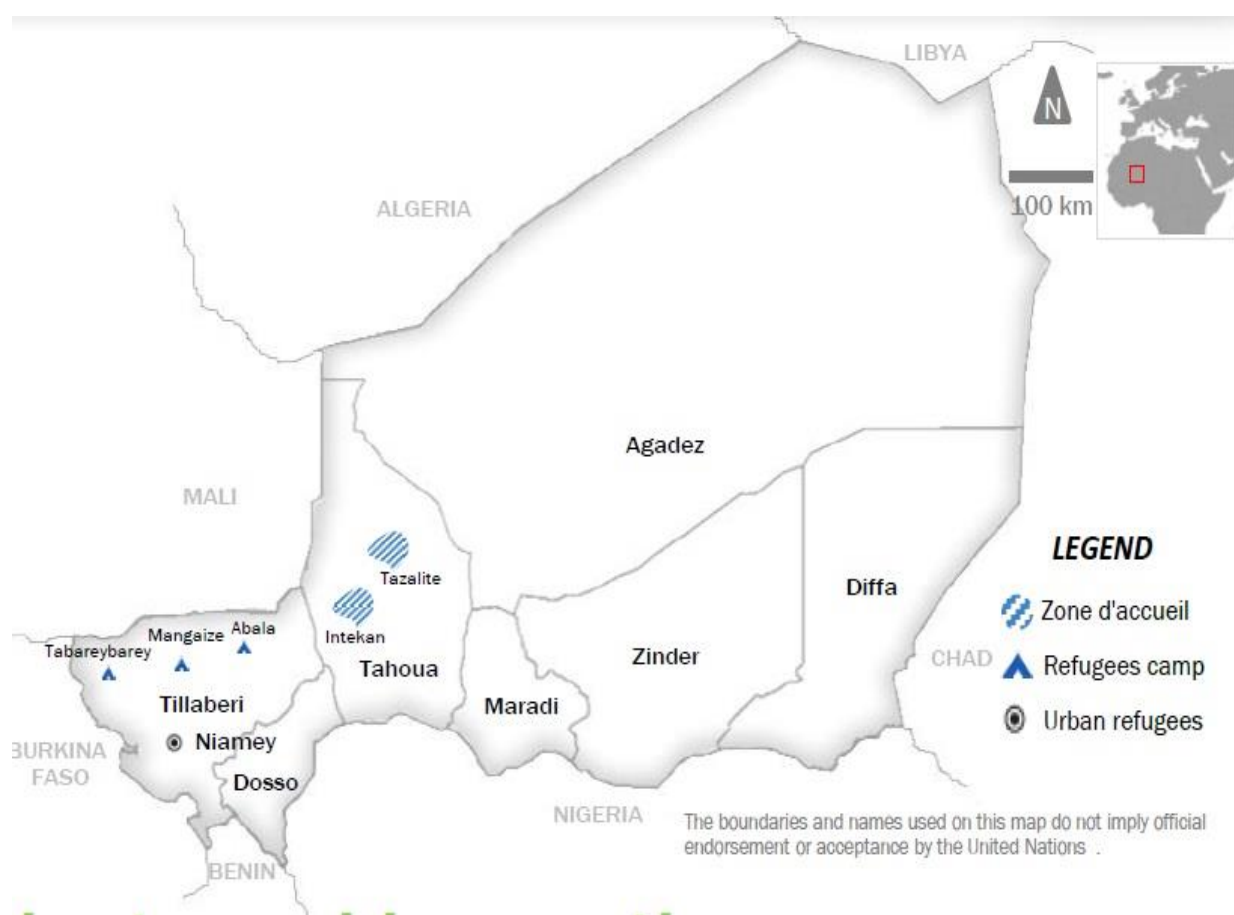 LIBYA
N
100 km
ALGERIA
Agadez
MALI
LEGEND
Tazalite
Diffa
Zone d'accueil
Abala
Mangaize
Intekan
Tabareybarey
Zinder
CHAD
Refugees camp
Tahoua
Tillaberi
Maradi
Urban refugees
Niamey
BURKINA
FASO
Dosso
NIGERIA
The boundaries and names used on this map do not imply official
endorsement or acceptance by the United Nations .
BENIN